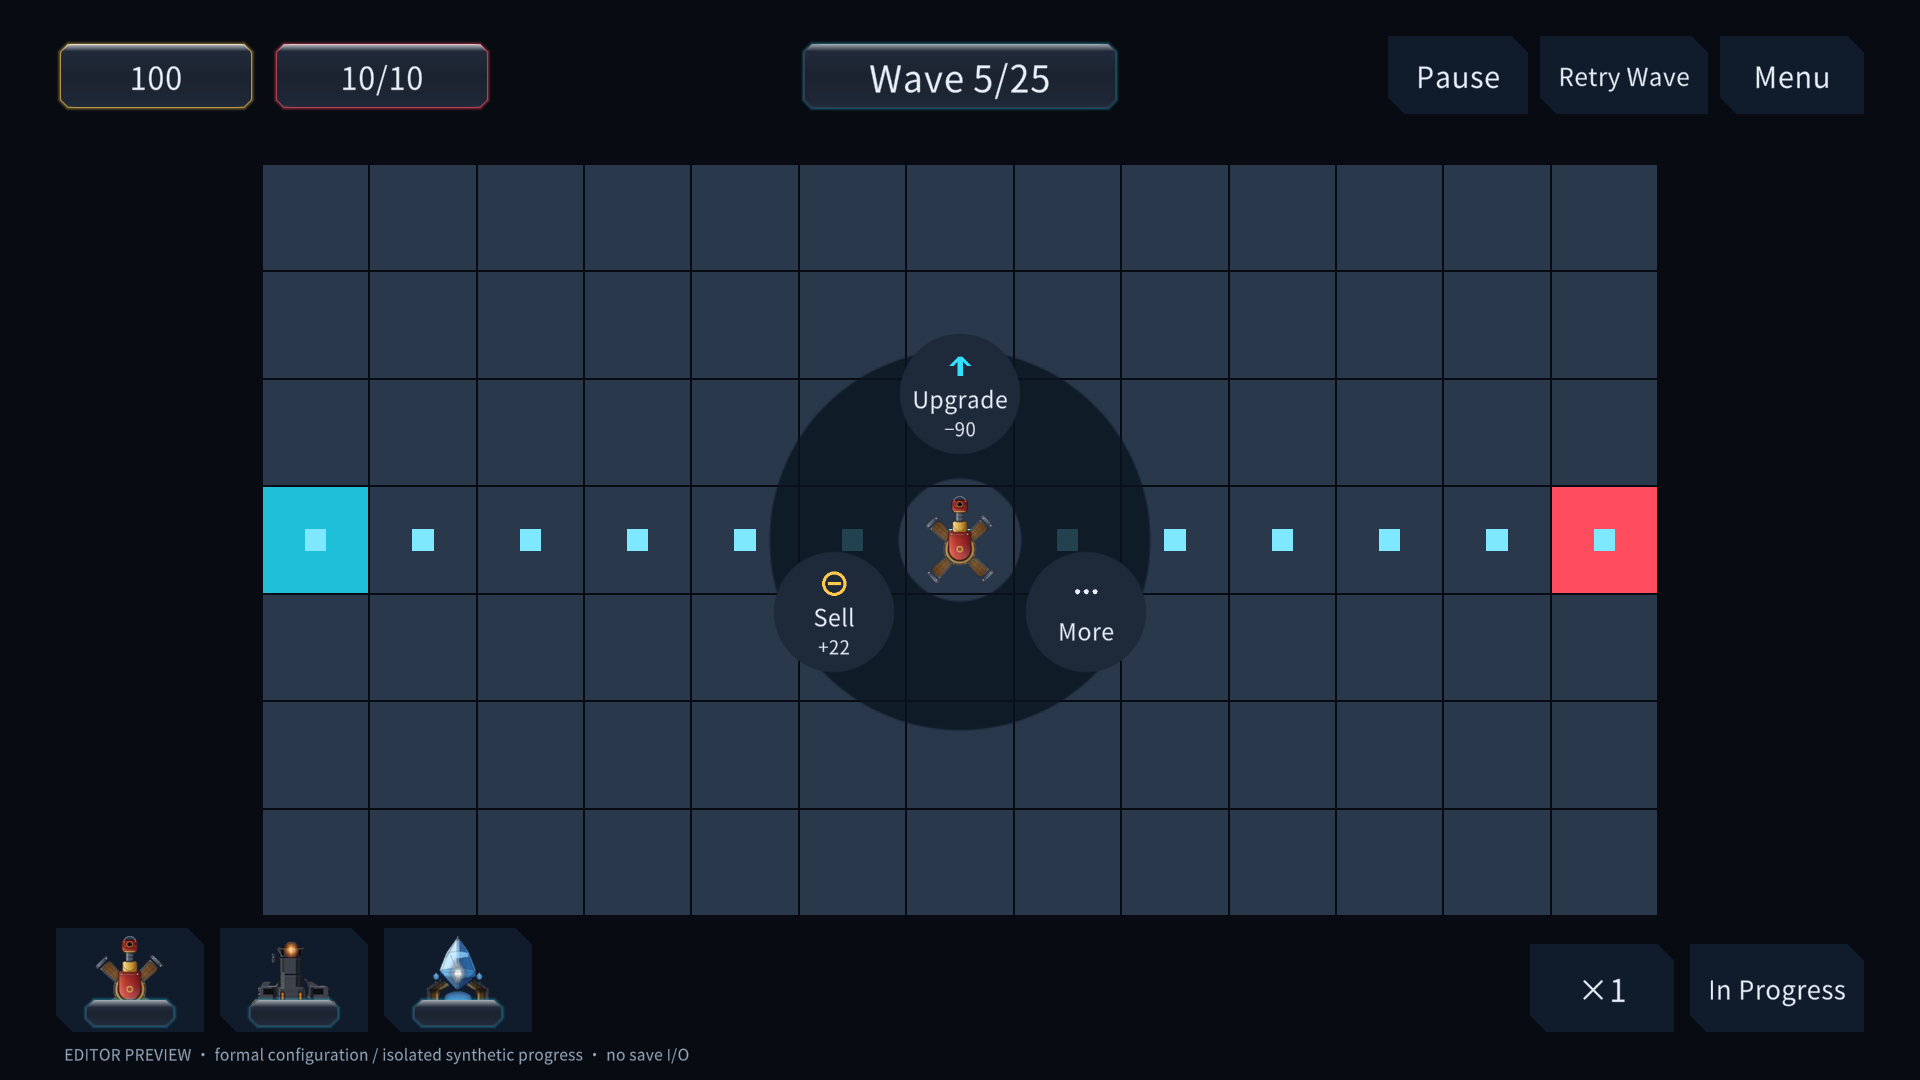 100
10/10
Wave 5/25
Pause
Retry Wave
Menu
Upgrade
−90
Sell
+22
...
More
×1
In Progress
EDITOR PREVIEW · formal configuration / isolated synthetic progress · no save I/O